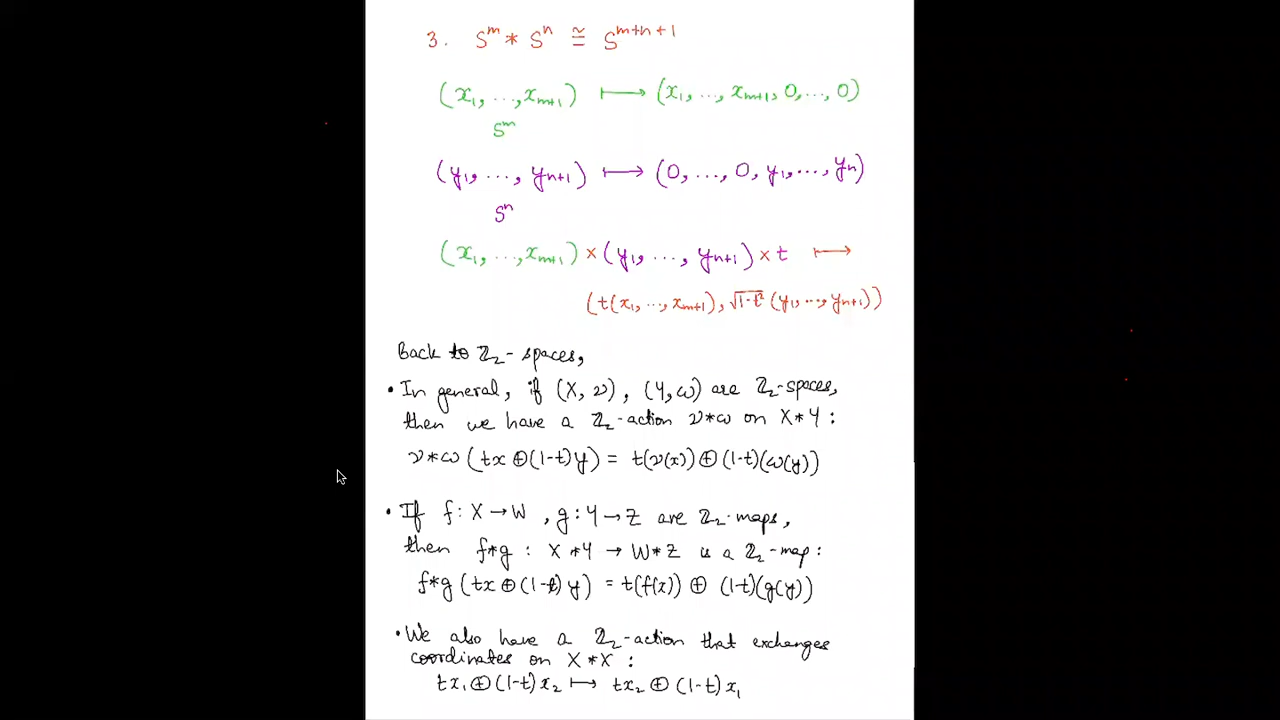 3. S^m * S^n ≅ S^{m+n+1}
(x_1, ..., x_{m+1}) ⟼ (x_1, ..., x_{m+1}, 0, ..., 0)
S^m
(y_1, ..., y_{n+1}) ⟼ (0, ..., 0, y_1, ..., y_n)
S^n
(x_1, ..., x_{m+1}) × (y_1, ..., y_{n+1}) × t ⟼
(t(x_1, ..., x_{m+1}), √(1-t²) (y_1, ..., y_{n+1}))
Back to ℤ_2-spaces,
• In general, if (X, ν), (Y, ω) are ℤ_2-spaces,
then we have a ℤ_2-action ν*ω on X*Y:
ν*ω (tx ⊕ (1-t)y) = t(ν(x)) ⊕ (1-t)(ω(y))
• If f: X → W, g: Y → Z are ℤ_2-maps,
then f*g : X*Y → W*Z is a ℤ_2-map:
f*g (tx ⊕ (1-t)y) = t(f(x)) ⊕ (1-t)(g(y))
• We also have a ℤ_2-action that exchanges
coordinates on X*X:
tx_1 ⊕ (1-t)x_2 ⟼ tx_2 ⊕ (1-t)x_1